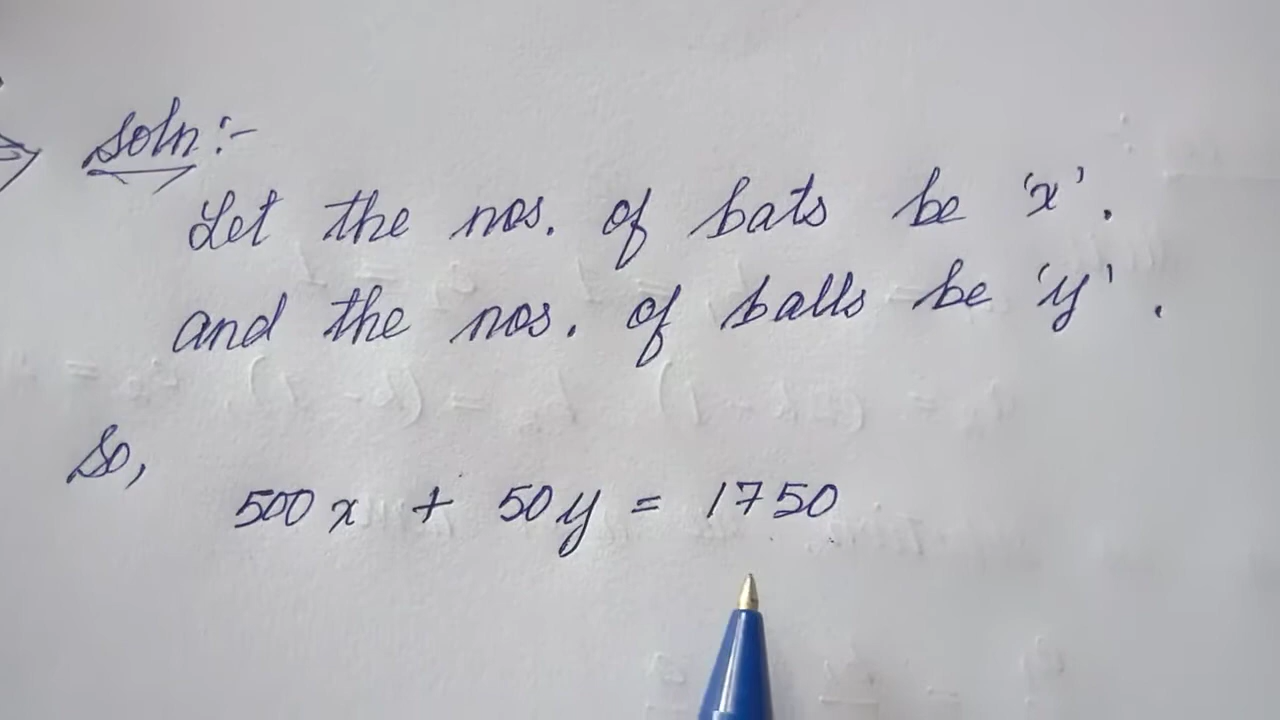 Soln :-
Let the nos. of bats be 'x'.
and the nos. of balls be 'y'.
So,
500x + 50y = 1750